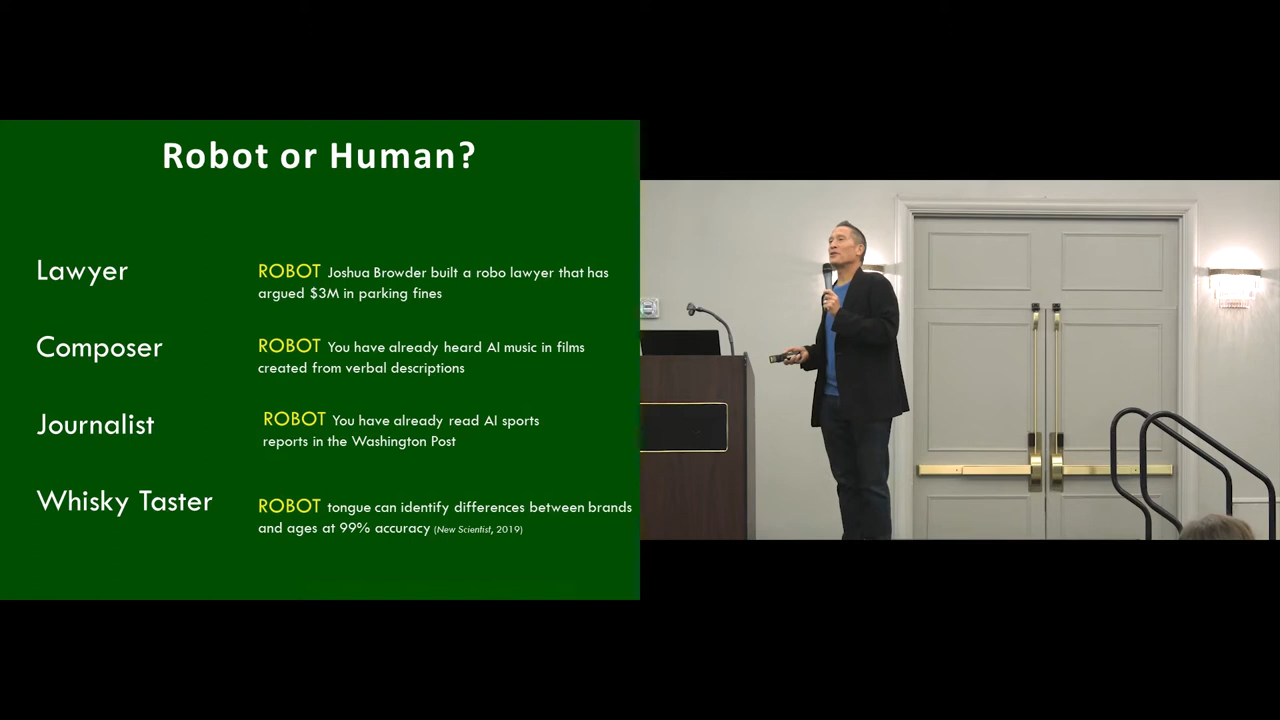 Robot or Human?
Lawyer
ROBOT Joshua Browder built a robo lawyer that has
argued $3M in parking fines
Composer
ROBOT You have already heard AI music in films
created from verbal descriptions
Journalist
ROBOT You have already read AI sports
reports in the Washington Post
Whisky Taster
ROBOT tongue can identify differences between brands
and ages at 99% accuracy (New Scientist, 2019)